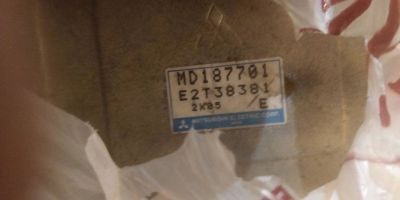 MD187701
E2T38381
2X85 E
MITSUBISHI ELECTRIC CORP.